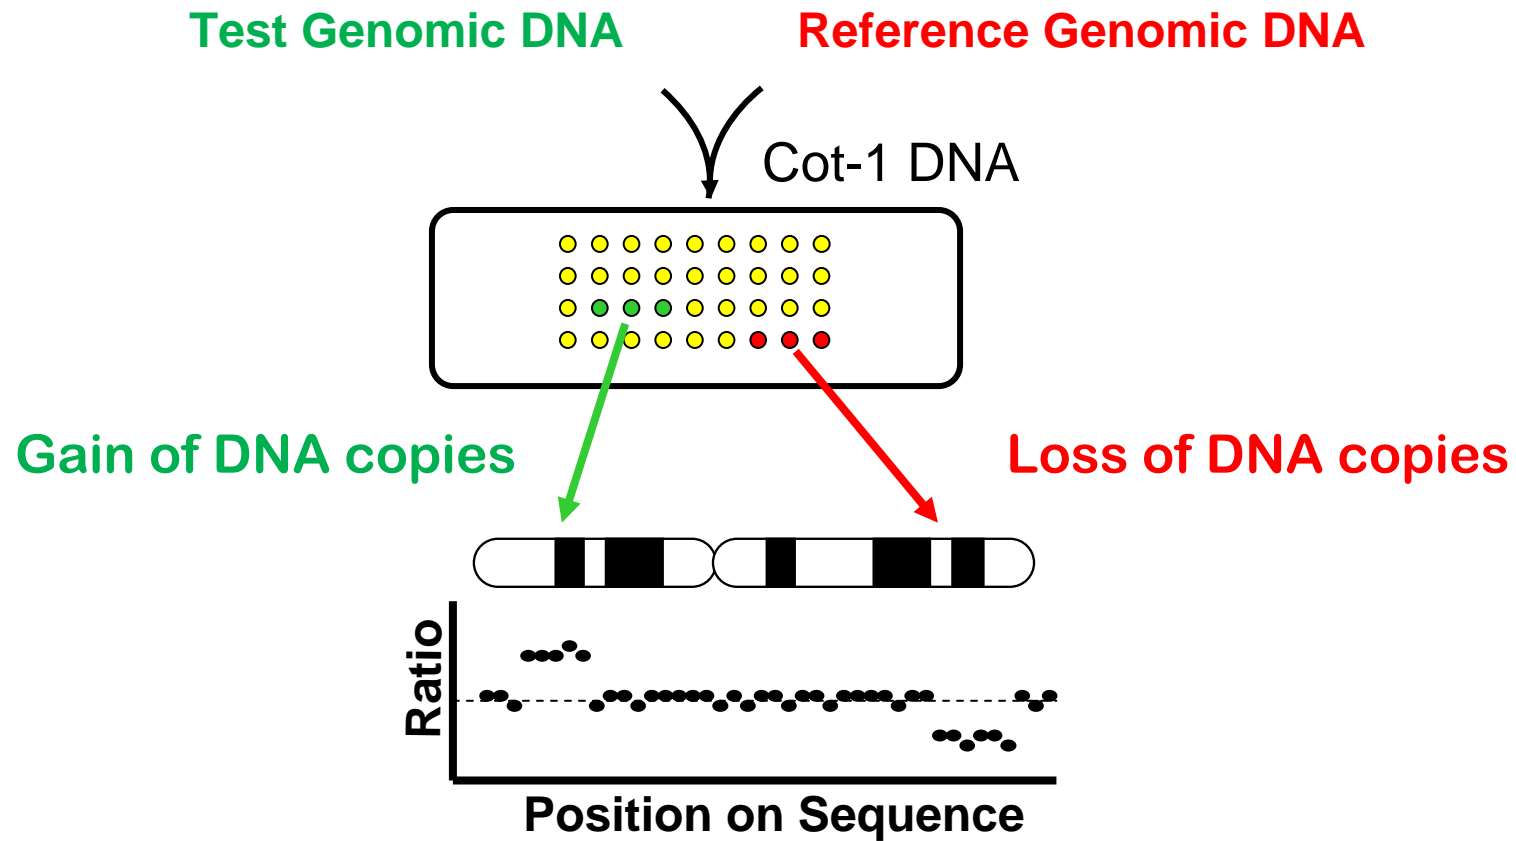 Test Genomic DNA
Reference Genomic DNA
Cot-1 DNA
Gain of DNA copies
Loss of DNA copies
Ratio
Position on Sequence